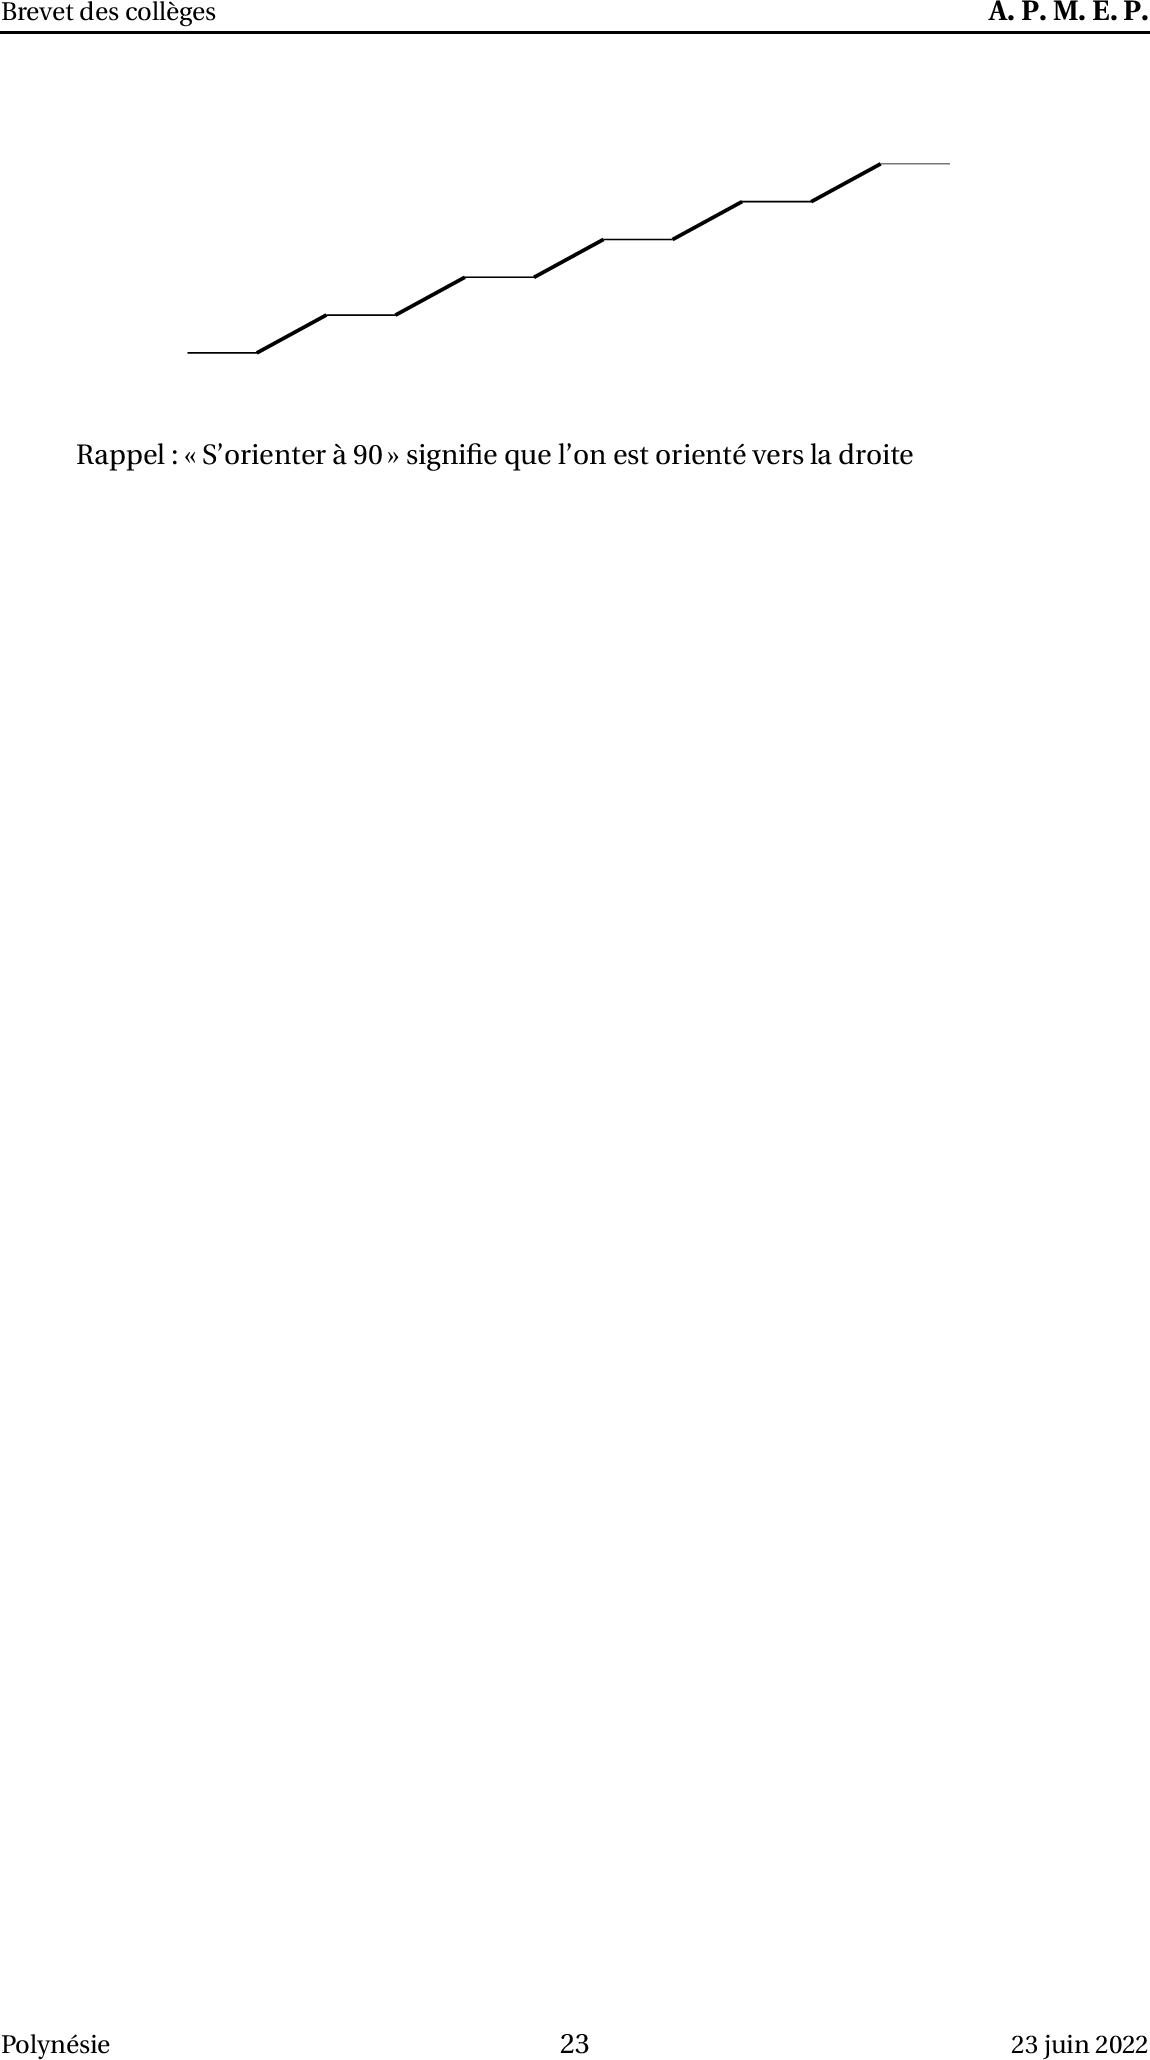 Brevet des collèges A. P. M. E. P.
Rappel : « S’orienter à 90 » signifie que l’on est orienté vers la droite
Polynésie 23 23 juin 2022